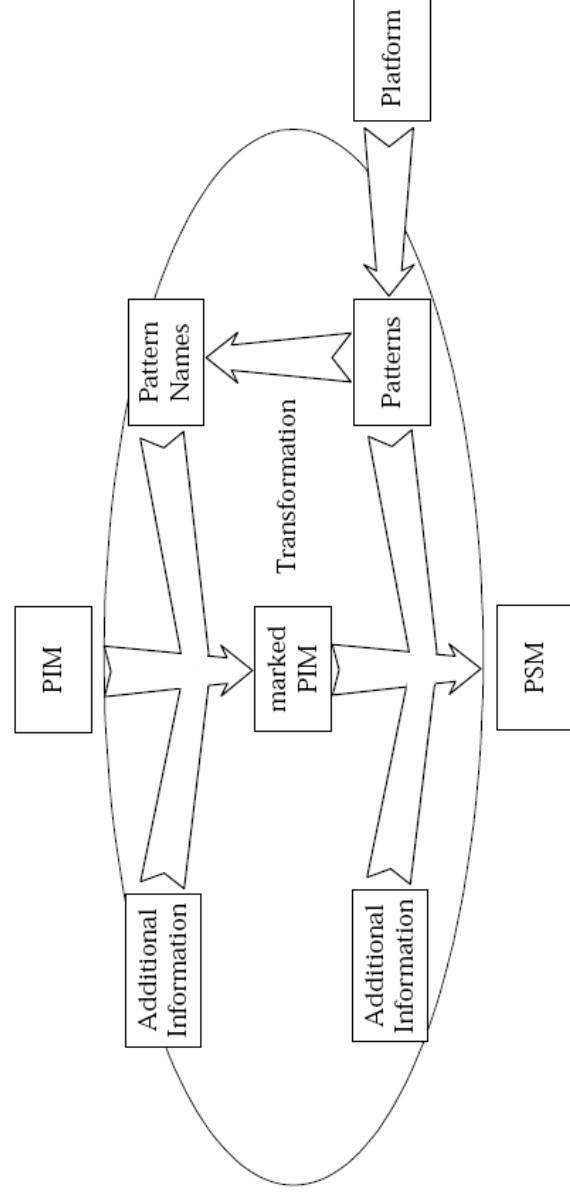 PIM
Additional
Information
Pattern
Names
marked
PIM
Transformation
Additional
Information
Patterns
Platform
PSM